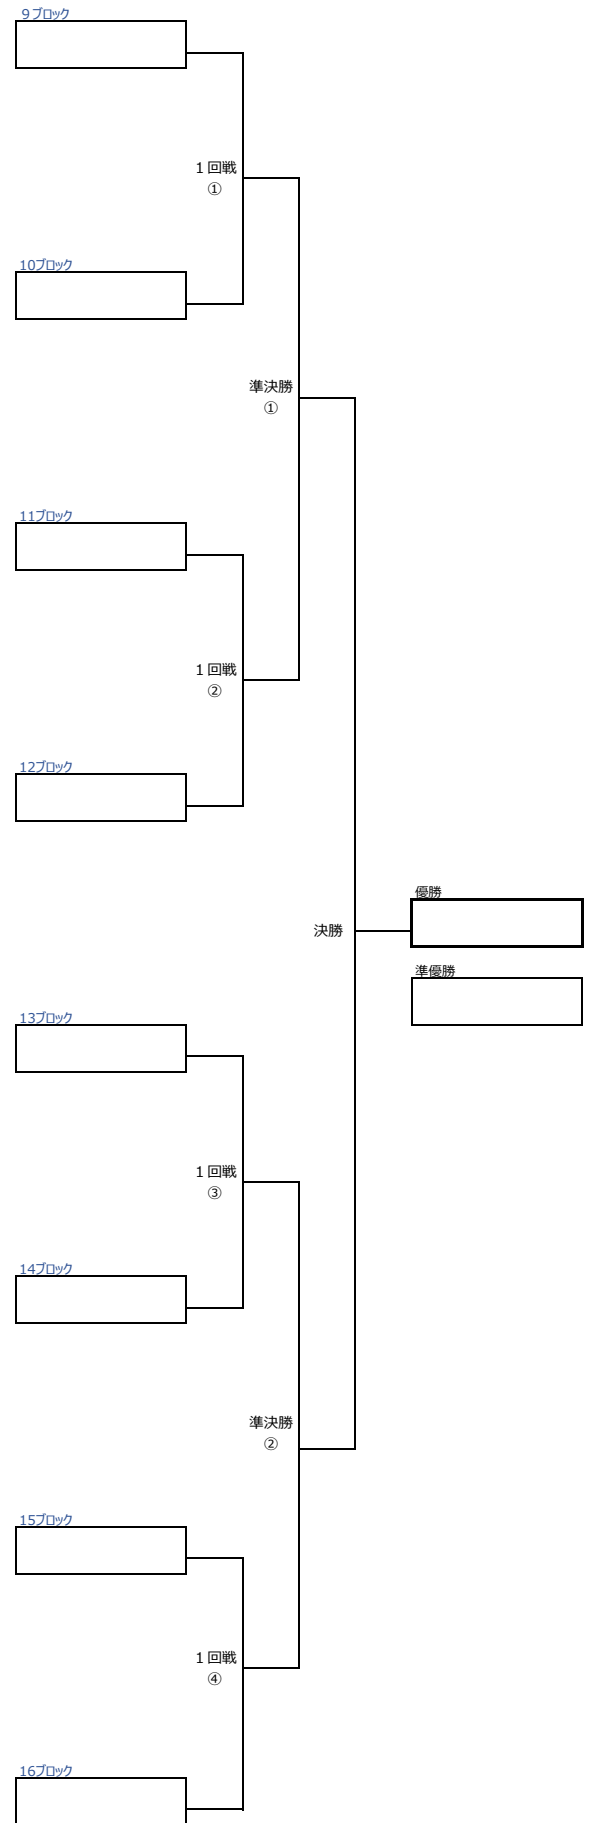 ９ブロック
１回戦
①
10ブロック
準決勝
①
11ブロック
１回戦
②
12ブロック
優勝
決勝
準優勝
13ブロック
１回戦
③
14ブロック
準決勝
②
15ブロック
１回戦
④
16ブロック